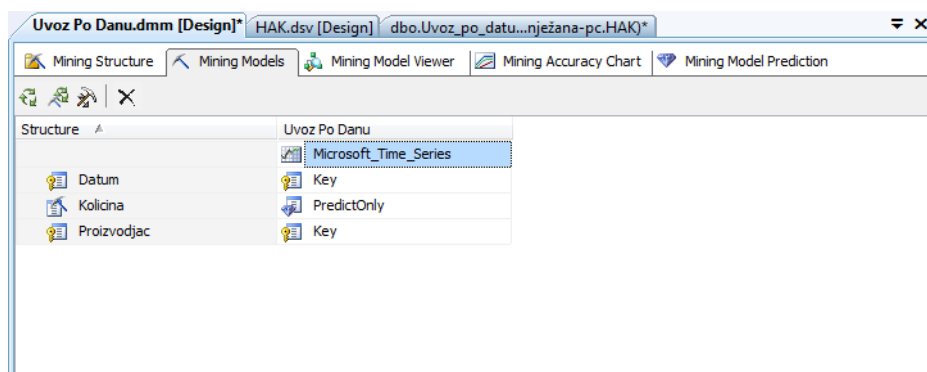 Uvoz Po Danu.dmm [Design]* HAK.dsv [Design] dbo.Uvoz_po_datu...nježana-pc.HAK)*
Mining Structure Mining Models Mining Model Viewer Mining Accuracy Chart Mining Model Prediction
Structure Uvoz Po Danu
Microsoft_Time_Series
Datum Key
Kolicina PredictOnly
Proizvodjac Key